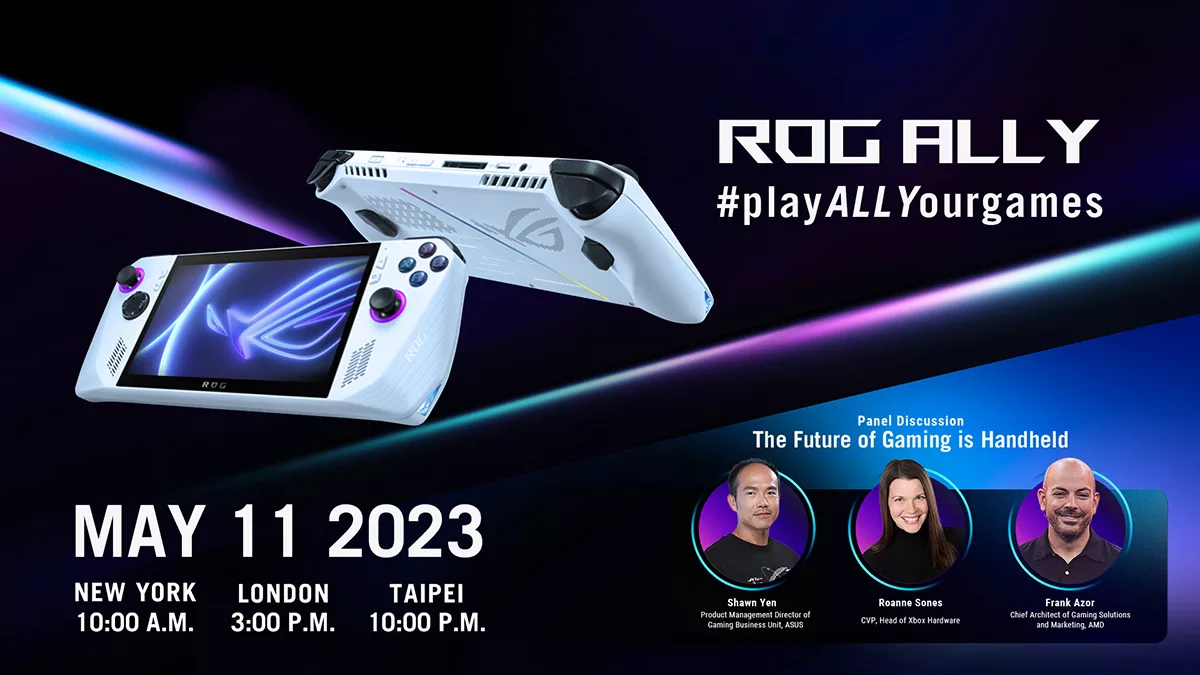 ROG ALLY
#playALLYourgames
ROG
ROG
Panel Discussion
The Future of Gaming is Handheld
MAY 11 2023
NEW YORK
10:00 A.M.
LONDON
3:00 P.M.
TAIPEI
10:00 P.M.
Shawn Yen
Product Management Director of
Gaming Business Unit, ASUS
Roanne Sones
CVP, Head of Xbox Hardware
Frank Azor
Chief Architect of Gaming Solutions
and Marketing, AMD